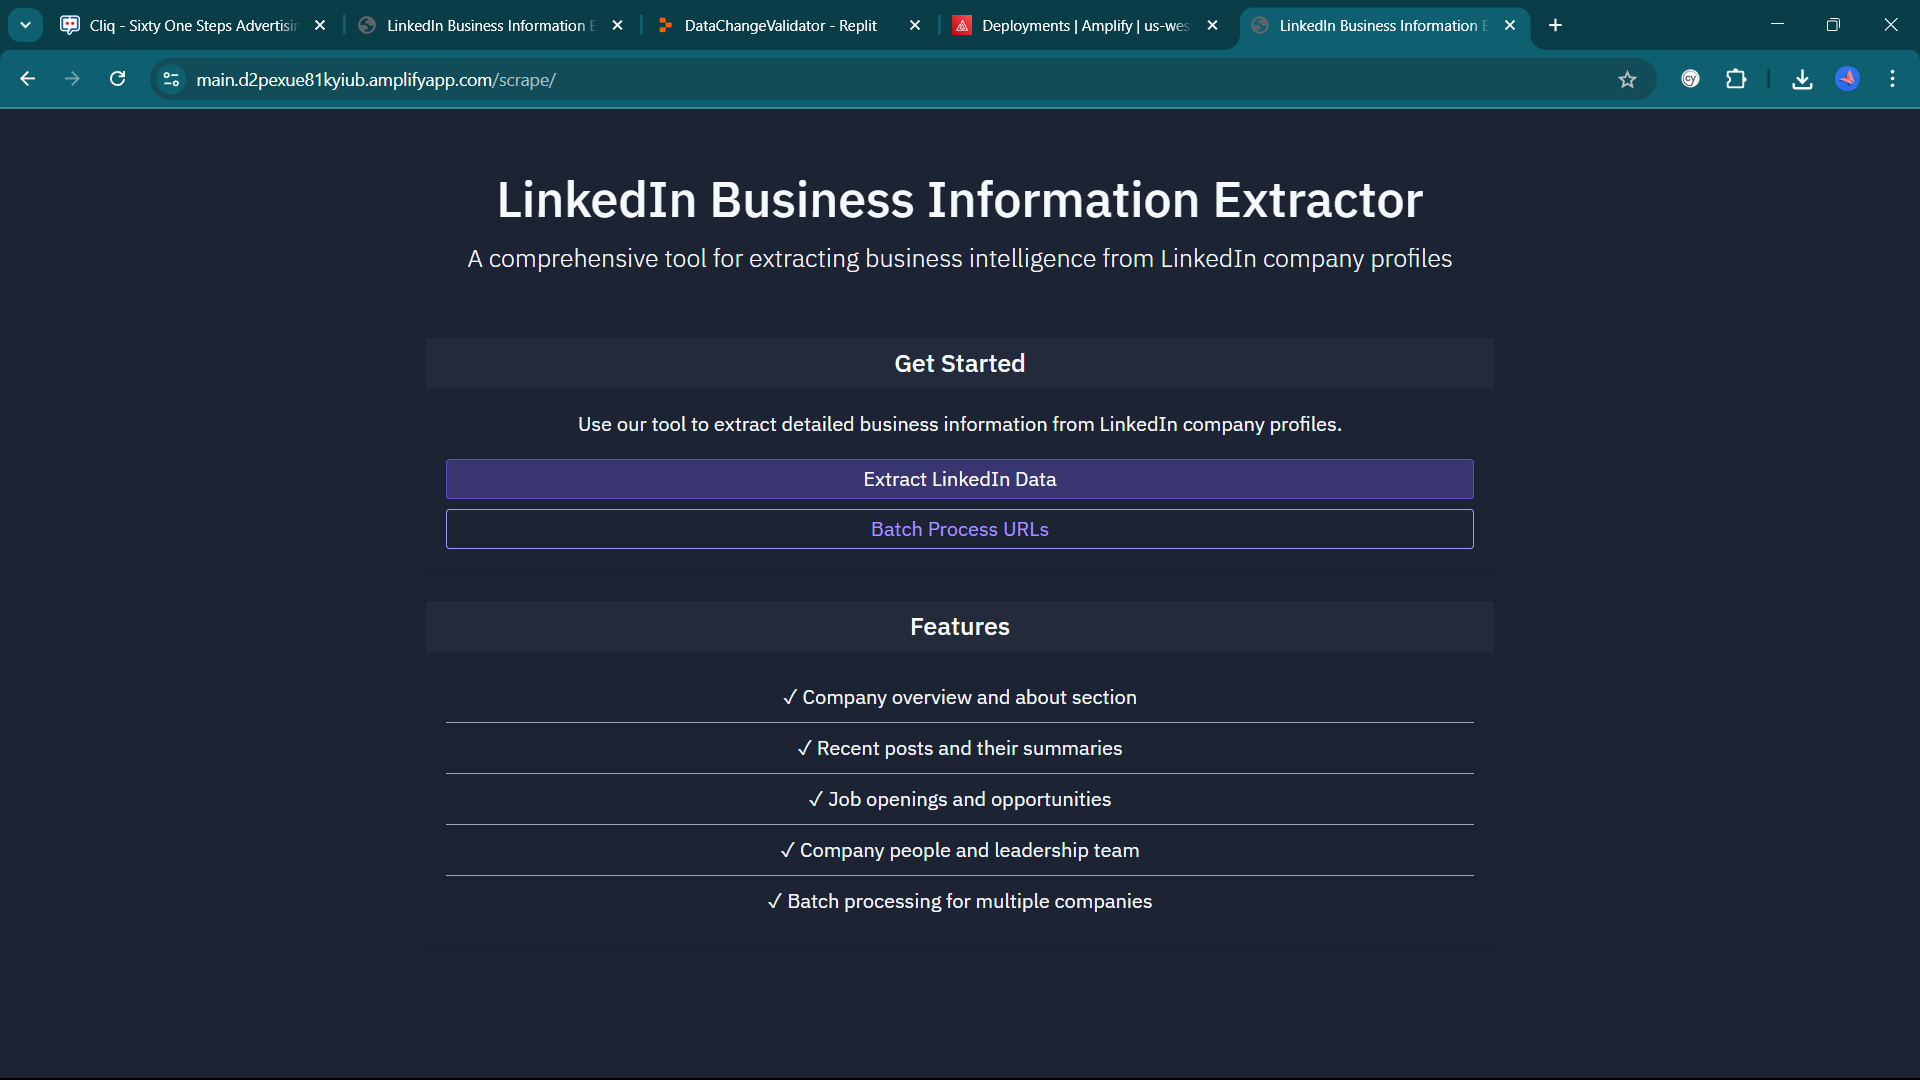 Cliq - Sixty One Steps Advertisin
LinkedIn Business Information E
DataChangeValidator - Replit
Deployments | Amplify | us-wes
LinkedIn Business Information E
main.d2pexue81kyiub.amplifyapp.com/scrape/
CY
LinkedIn Business Information Extractor
A comprehensive tool for extracting business intelligence from LinkedIn company profiles
Get Started
Use our tool to extract detailed business information from LinkedIn company profiles.
Extract LinkedIn Data
Batch Process URLs
Features
✓ Company overview and about section
✓ Recent posts and their summaries
✓ Job openings and opportunities
✓ Company people and leadership team
✓ Batch processing for multiple companies